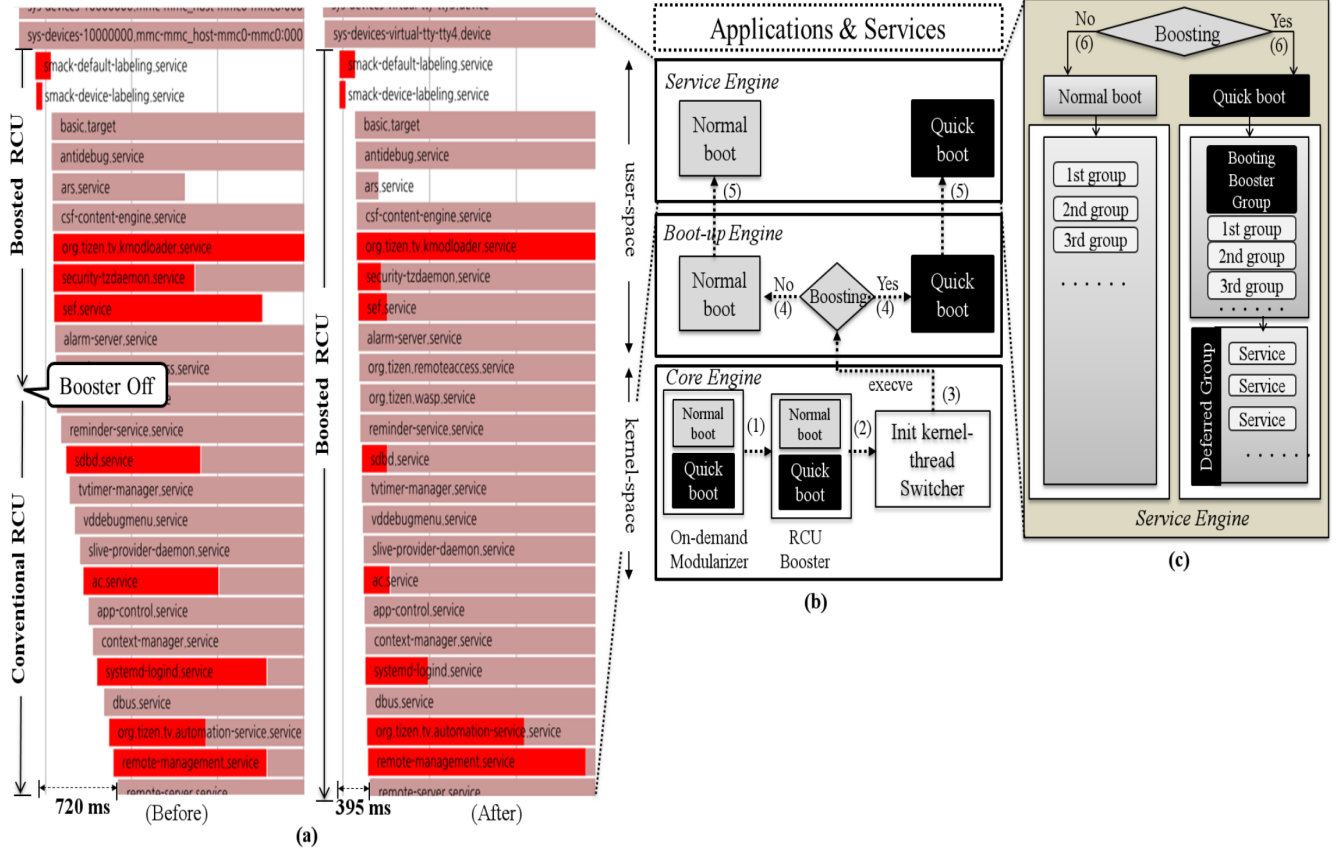 sys-devices-10000000.mmc-mmc_host-mmc0-mmc0:000
Boosted RCU
smack-default-labeling.service
smack-device-labeling.service
basic.target
antidebug.service
ars.service
csf-content-engine.service
org.tizen.tv.kmodloader.service
security-tzdaemon.service
sef.service
alarm-server.service
Booster Off
Conventional RCU
reminder-service.service
sdbd.service
tvtimer-manager.service
vddebugmenu.service
slive-provider-daemon.service
ac.service
app-control.service
context-manager.service
systemd-logind.service
dbus.service
org.tizen.tv.automation-service.service
remote-management.service
remote-server.service
720 ms
(Before)
sys-devices-virtual-tty-tty4.device
Boosted RCU
smack-default-labeling.service
smack-device-labeling.service
basic.target
antidebug.service
ars.service
csf-content-engine.service
org.tizen.tv.kmodloader.service
security-tzdaemon.service
sef.service
alarm-server.service
org.tizen.remoteaccess.service
org.tizen.wasp.service
reminder-service.service
sdbd.service
tvtimer-manager.service
vddebugmenu.service
slive-provider-daemon.service
ac.service
app-control.service
context-manager.service
systemd-logind.service
dbus.service
org.tizen.tv.automation-service.service
remote-management.service
remote-server.service
395 ms
(After)
(a)
Applications & Services
user-space
kernel-space
Service Engine
Normal
boot
Quick
boot
(5)
(5)
Boot-up Engine
Normal
boot
No
(4)
Boosting
Yes
(4)
Quick
boot
Core Engine
execve
(3)
Normal
boot
Quick
boot
(1)
Normal
boot
Quick
boot
(2)
Init kernel-
thread
Switcher
On-demand
Modularizer
RCU
Booster
(b)
No
(6)
Boosting
Yes
(6)
Normal boot
Quick boot
1st group
2nd group
3rd group
. . . . . .
Booting
Booster
Group
1st group
2nd group
3rd group
. . . . . .
Deferred Group
Service
Service
Service
. . . . . .
Service Engine
(c)